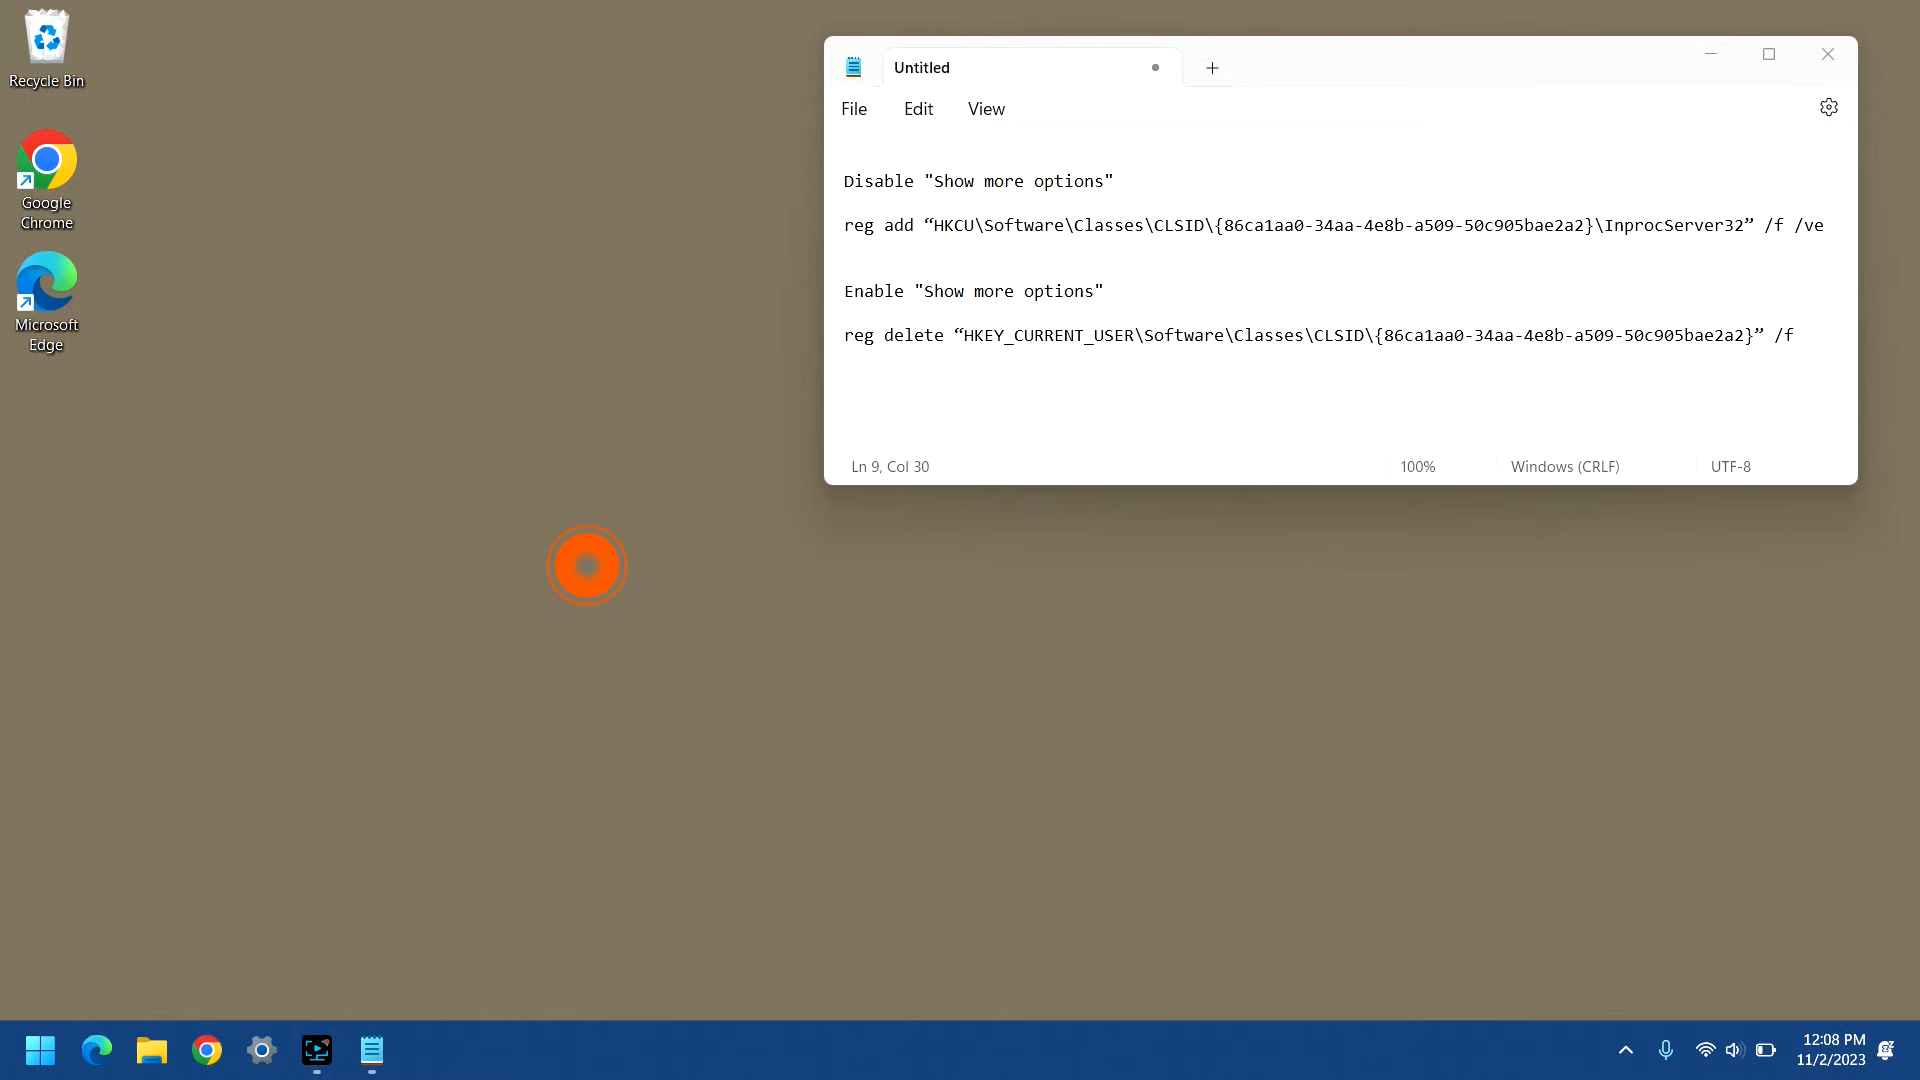 Recycle Bin
Google
Chrome
Microsoft
Edge
Untitled
File Edit View
Disable "Show more options"
reg add “HKCU\Software\Classes\CLSID\{86ca1aa0-34aa-4e8b-a509-50c905bae2a2}\InprocServer32” /f /ve
Enable "Show more options"
reg delete “HKEY_CURRENT_USER\Software\Classes\CLSID\{86ca1aa0-34aa-4e8b-a509-50c905bae2a2}” /f
Ln 9, Col 30 100% Windows (CRLF) UTF-8
12:08 PM
11/2/2023